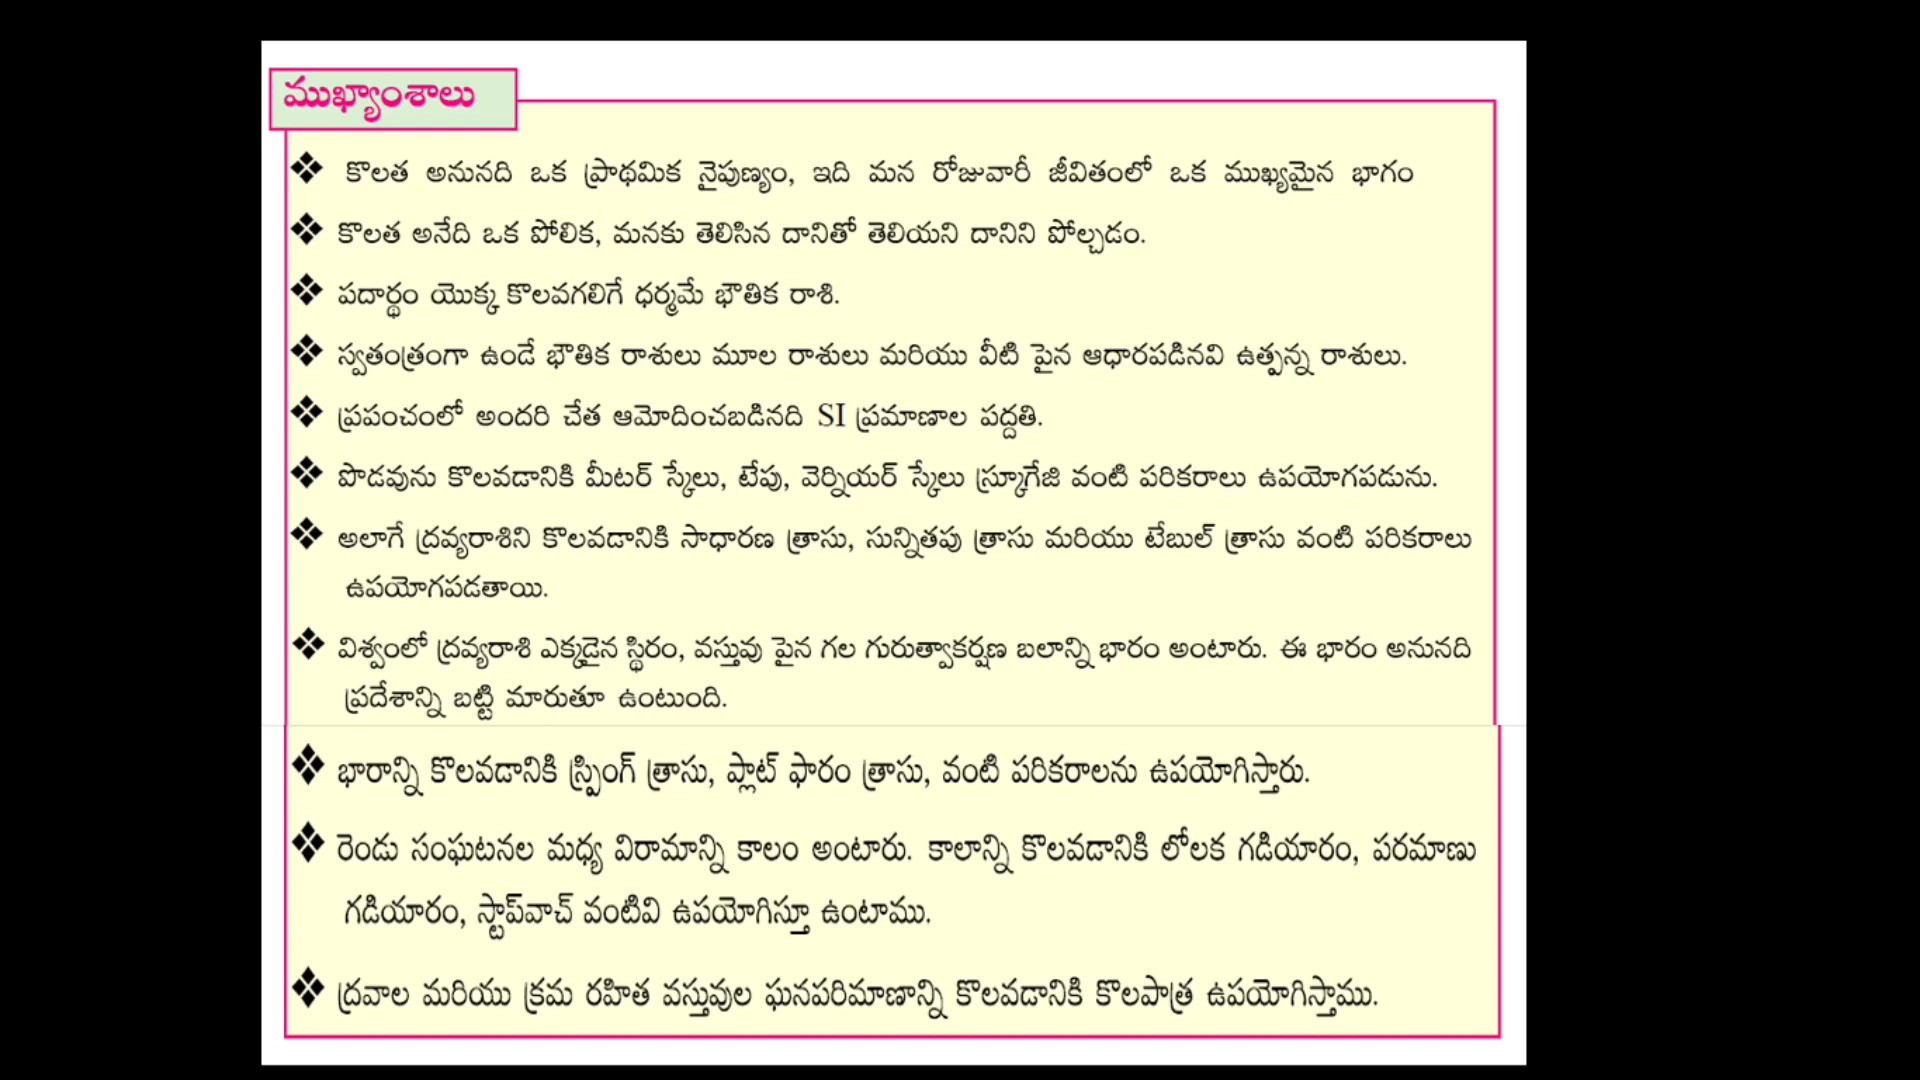 ముఖ్యాంశాలు
❖ కొలత అనునది ఒక ప్రాథమిక నైపుణ్యం, ఇది మన రోజువారీ జీవితంలో ఒక ముఖ్యమైన భాగం
❖ కొలత అనేది ఒక పోలిక, మనకు తెలిసిన దానితో తెలియని దానిని పోల్చడం.
❖ పదార్థం యొక్క కొలవగలిగే ధర్మమే భౌతిక రాశి.
❖ స్వతంత్రంగా ఉండే భౌతిక రాశులు మూల రాశులు మరియు వీటి పైన ఆధారపడినవి ఉత్పన్న రాశులు.
❖ ప్రపంచంలో అందరి చేత ఆమోదించబడినది SI ప్రమాణాల పద్దతి.
❖ పొడవును కొలవడానికి మీటర్ స్కేలు, టేపు, వెర్నియర్ స్కేలు స్క్రూగేజి వంటి పరికరాలు ఉపయోగపడును.
❖ అలాగే ద్రవ్యరాశిని కొలవడానికి సాధారణ త్రాసు, సున్నితపు త్రాసు మరియు టేబుల్ త్రాసు వంటి పరికరాలు
ఉపయోగపడతాయి.
❖ విశ్వంలో ద్రవ్యరాశి ఎక్కడైన స్థిరం, వస్తువు పైన గల గురుత్వాకర్షణ బలాన్ని భారం అంటారు. ఈ భారం అనునది
ప్రదేశాన్ని బట్టి మారుతూ ఉంటుంది.
❖ భారాన్ని కొలవడానికి స్ప్రింగ్ త్రాసు, ప్లాట్ ఫారం త్రాసు, వంటి పరికరాలను ఉపయోగిస్తారు.
❖ రెండు సంఘటనల మధ్య విరామాన్ని కాలం అంటారు. కాలాన్ని కొలవడానికి లోలక గడియారం, పరమాణు
గడియారం, స్టాప్‌వాచ్ వంటివి ఉపయోగిస్తూ ఉంటాము.
❖ ద్రవాల మరియు క్రమ రహిత వస్తువుల ఘనపరిమాణాన్ని కొలవడానికి కొలపాత్ర ఉపయోగిస్తాము.